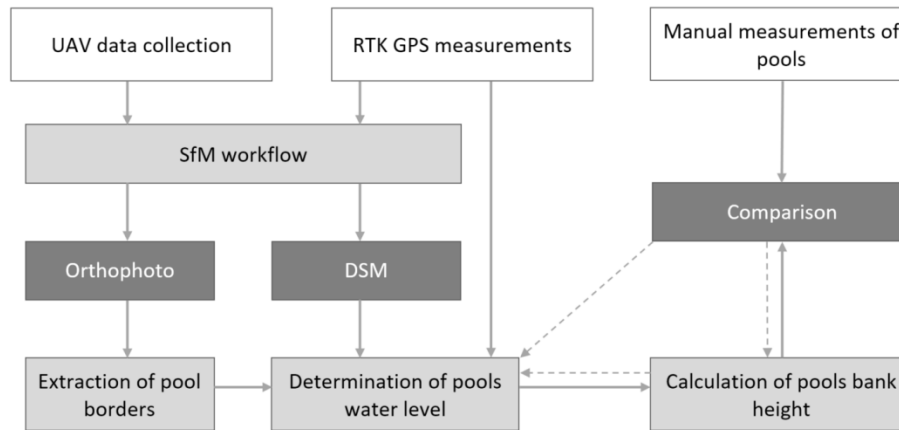 UAV data collection
RTK GPS measurements
Manual measurements of
pools
SfM workflow
Comparison
Orthophoto
DSM
Extraction of pool
borders
Determination of pools
water level
Calculation of pools bank
height